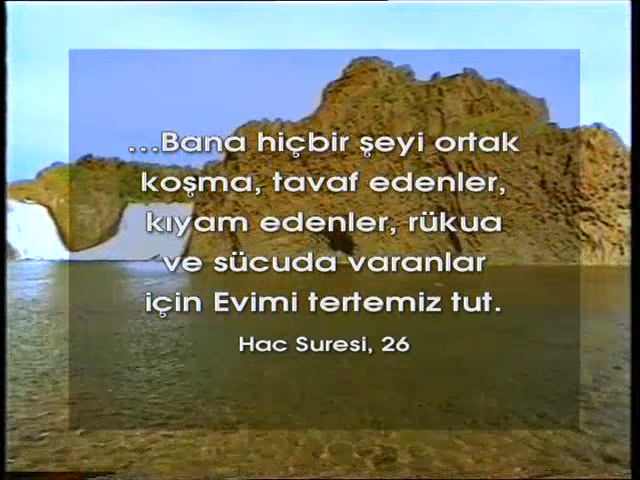 ...Bana hiçbir şeyi ortak
koşma, tavaf edenler,
kıyam edenler, rükua
ve sücuda varanlar
için Evimi tertemiz tut.
Hac Suresi, 26